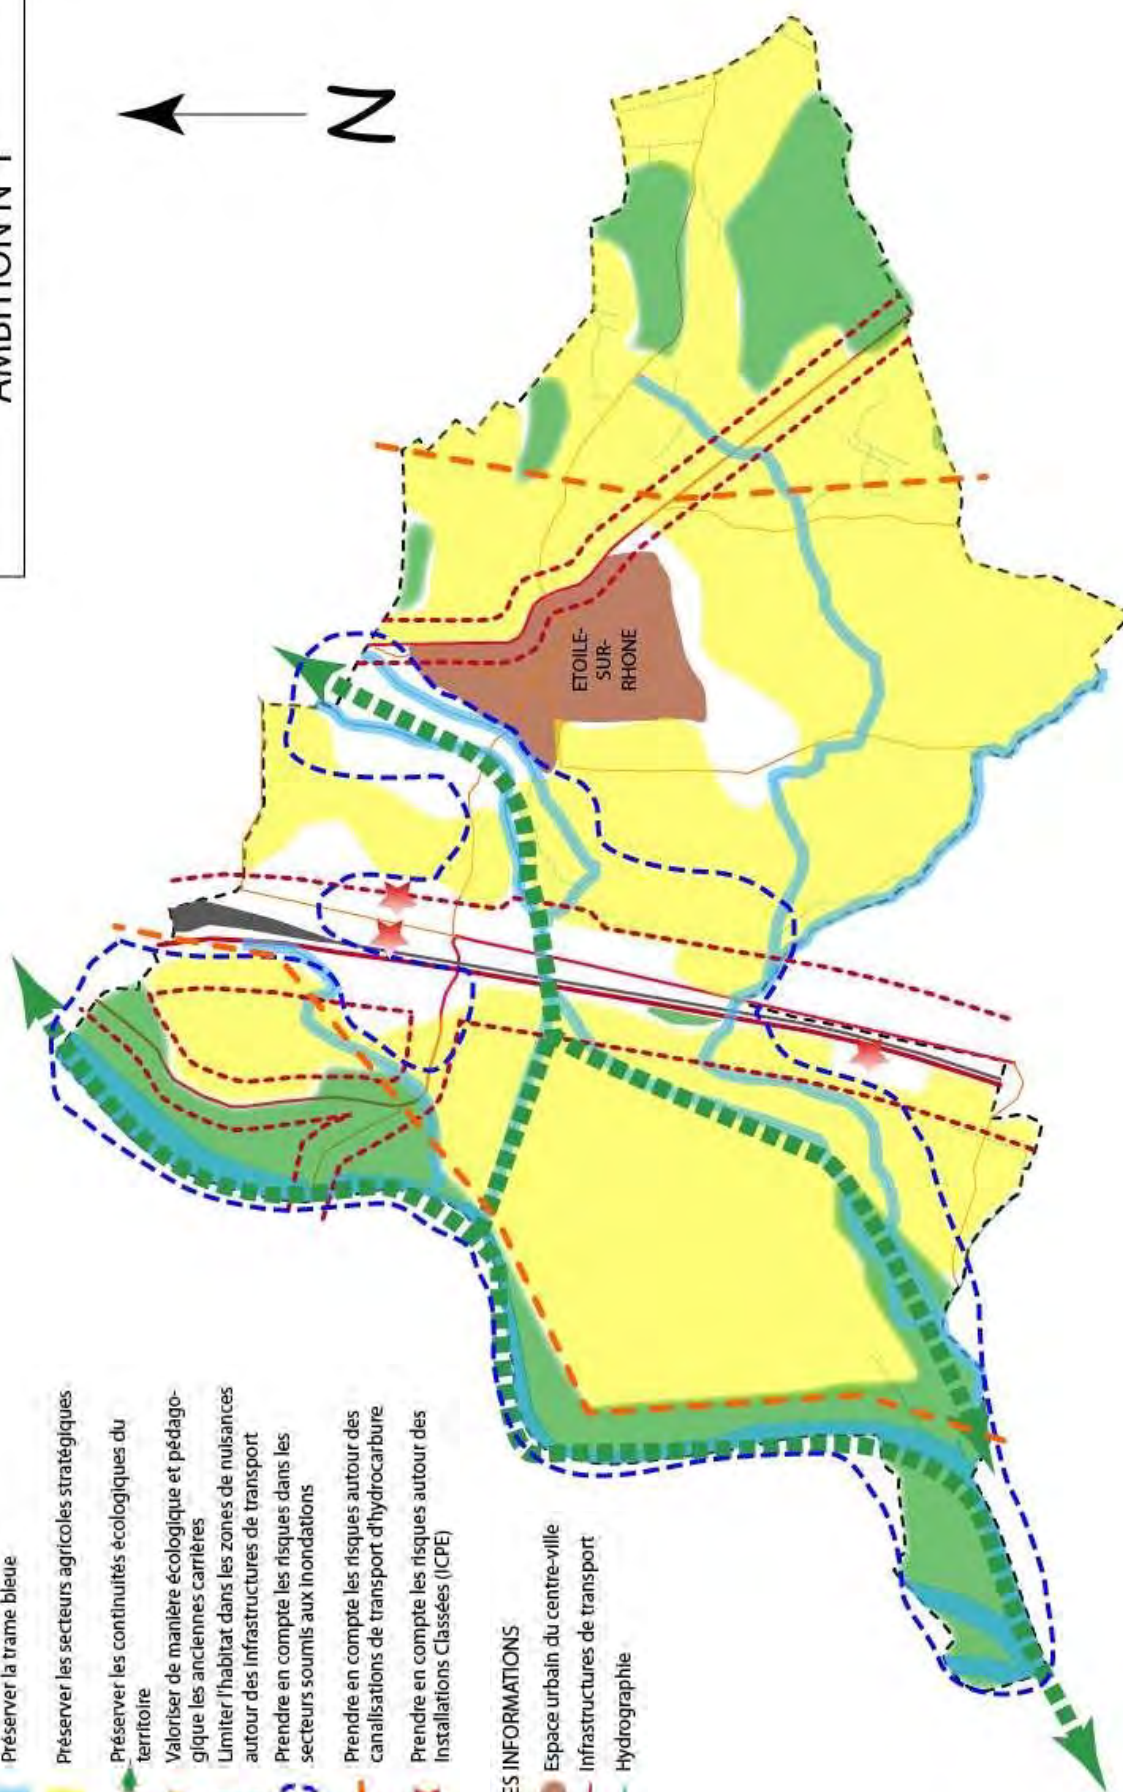 AMBITION N°1
N
Préserver la trame bleue
Préserver les secteurs agricoles stratégiques
Préserver les continuités écologiques du
territoire
Valoriser de manière écologique et pédago-
gique les anciennes carrières
Limiter l'habitat dans les zones de nuisances
autour des infrastructures de transport
Prendre en compte les risques dans les
secteurs soumis aux inondations
Prendre en compte les risques autour des
canalisations de transport d'hydrocarbure
Prendre en compte les risques autour des
Installations Classées (ICPE)
INFORMATIONS
Espace urbain du centre-ville
Infrastructures de transport
Hydrographie
ETOILE-
SUR-
RHONE